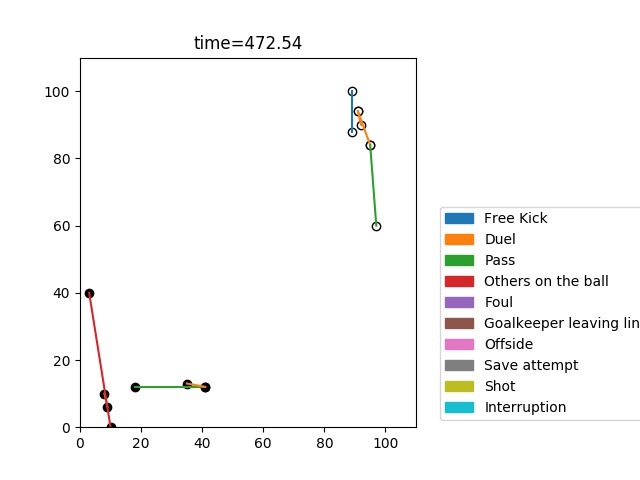 time=472.54
100
80
60
40
20
0
0 20 40 60 80 100
Free Kick
Duel
Pass
Others on the ball
Foul
Goalkeeper leaving lin
Offside
Save attempt
Shot
Interruption